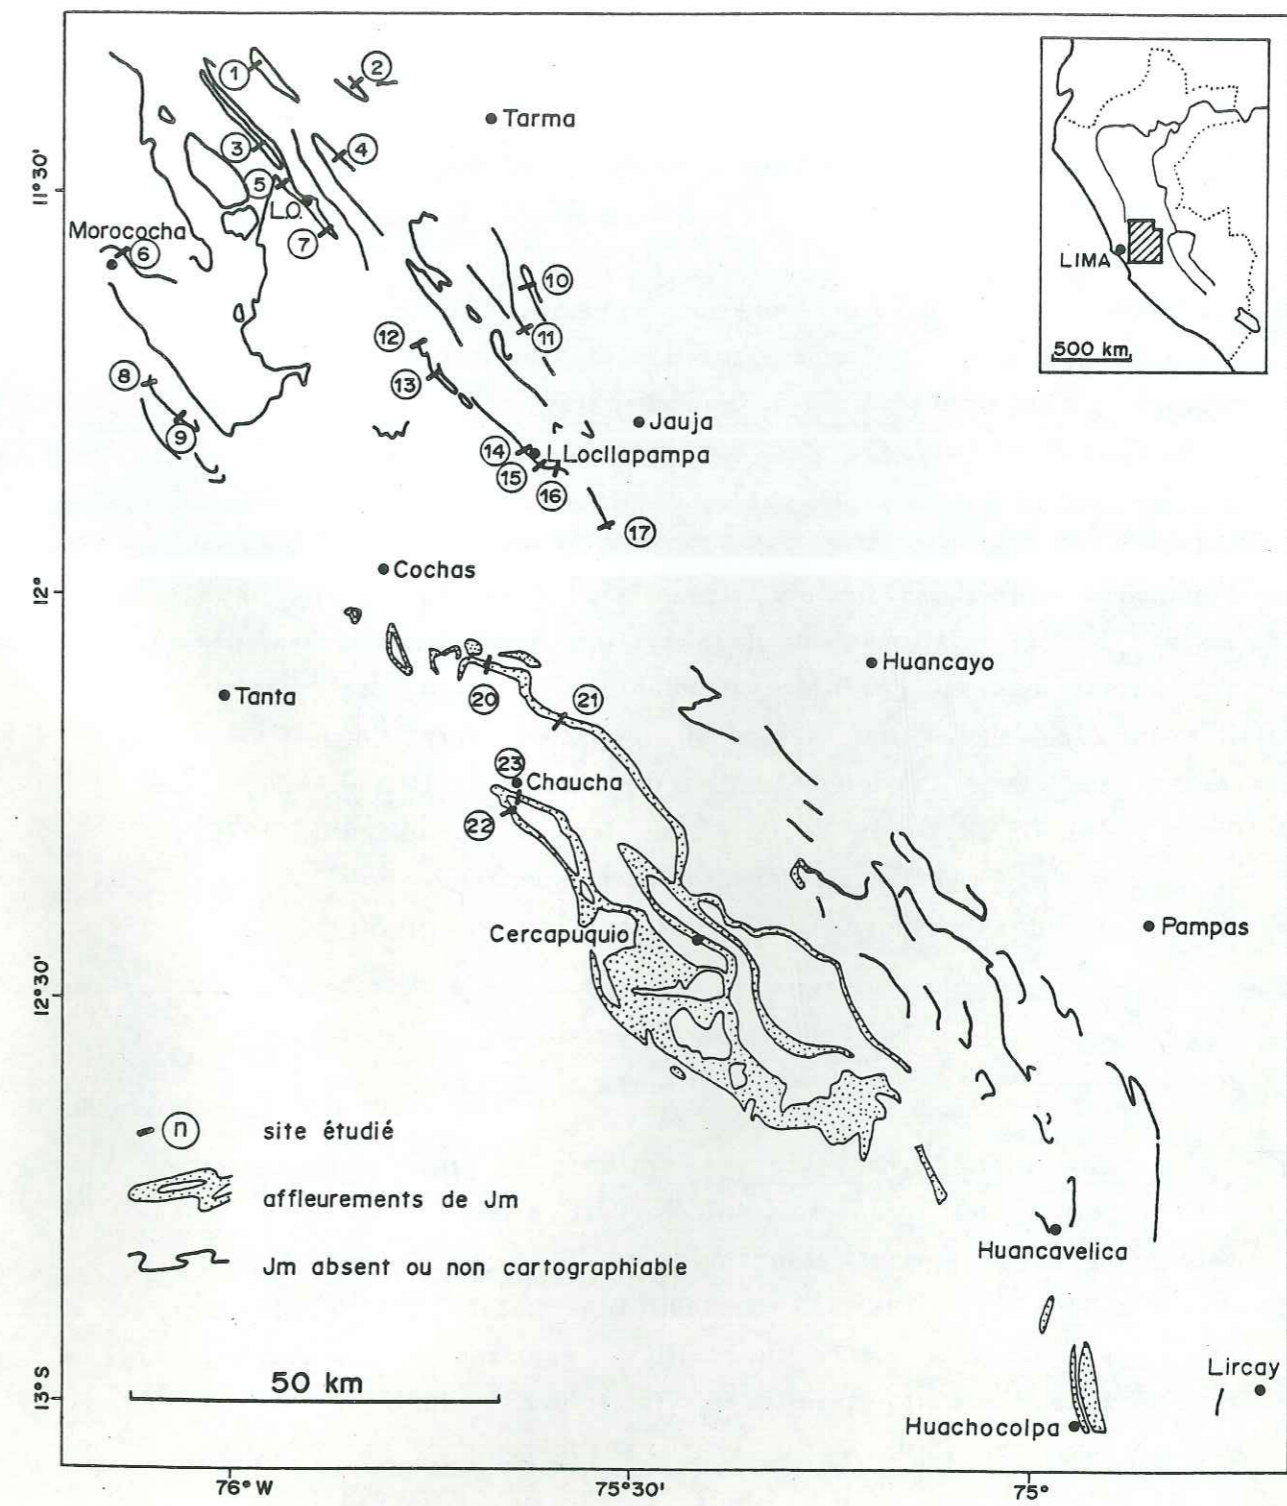 1
2
Tarma
3
4
11°30'
5
L.O.
Morococha
7
6
LIMA
500 km
10
12
11
8
13
9
Jauja
14
Llocllapampa
15
16
17
Cochas
12°
Huancayo
Tanta
20
21
23
Chaucha
22
Cercapuquio
Pampas
12°30'
n site étudié
affleurements de Jm
Huancavelica
Jm absent ou non cartographiable
50 km
Lircay
13°S
Huachocolpa
76°W
75°30'
75°